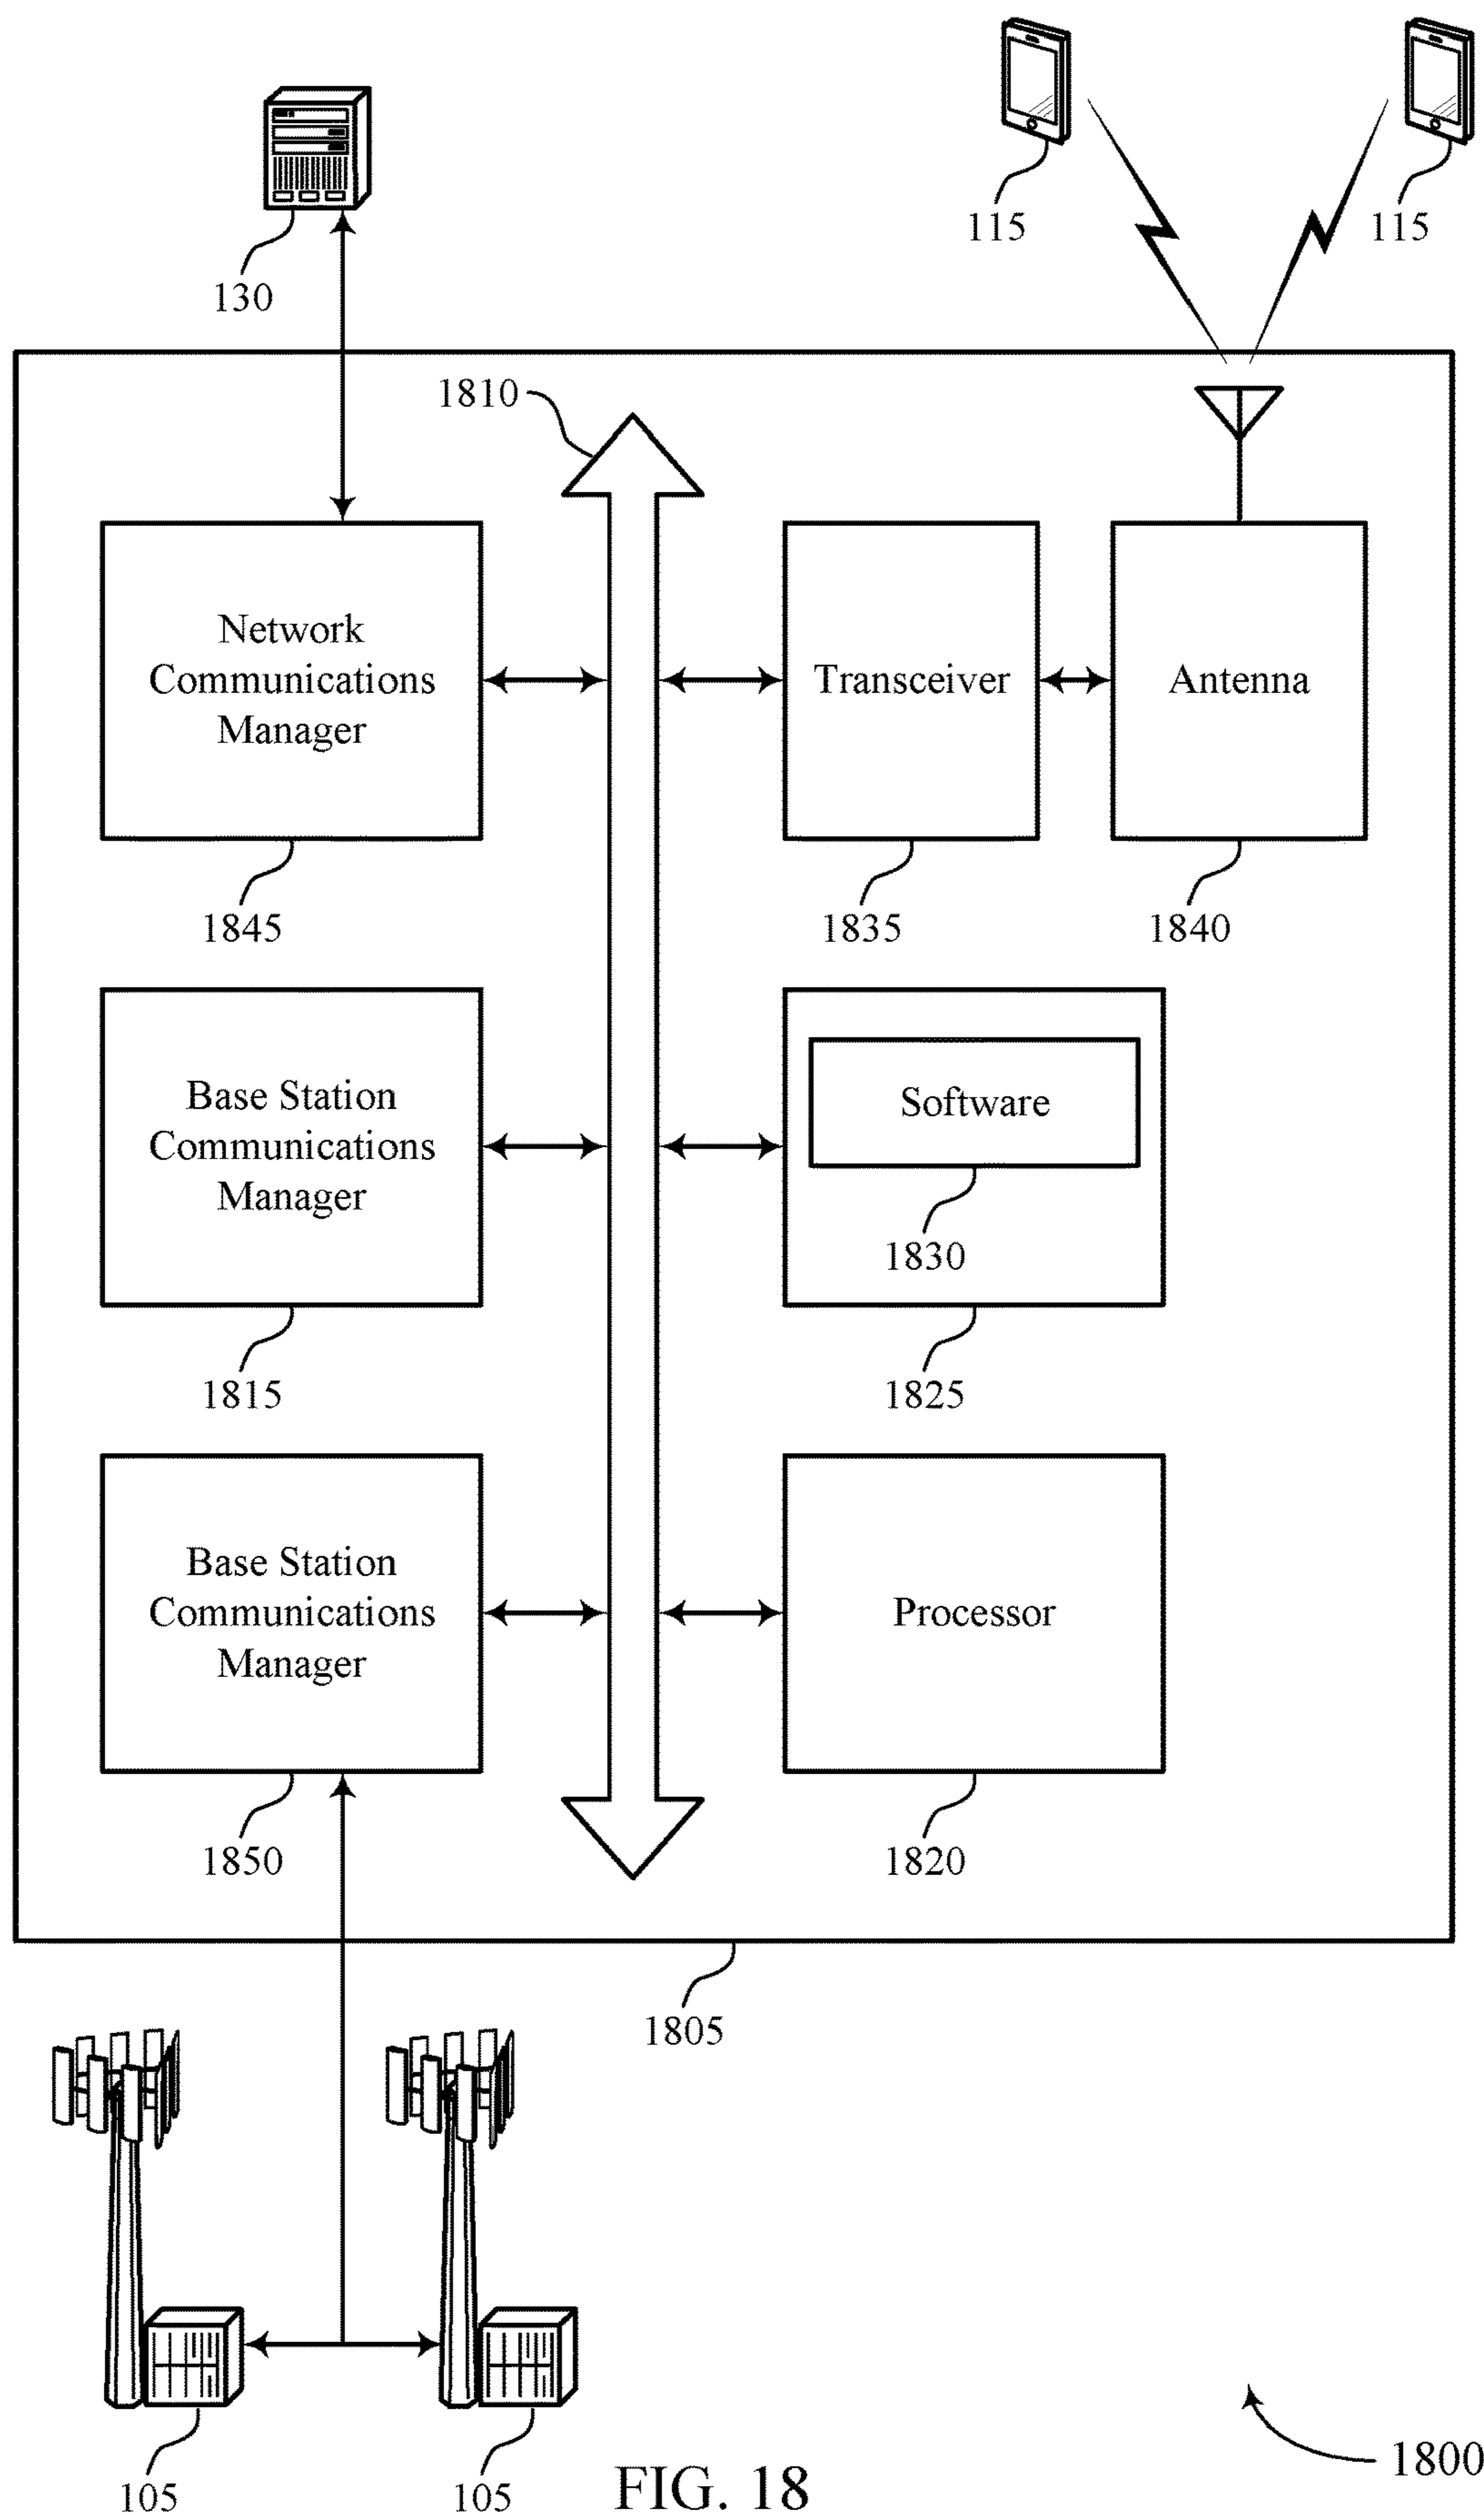 115
115
130
1810
Network
Communications
Manager
Transceiver
Antenna
1845
1835
1840
Base Station
Communications
Manager
Software
1830
1815
1825
Base Station
Communications
Manager
Processor
1850
1820
1805
105
105
FIG. 18
1800